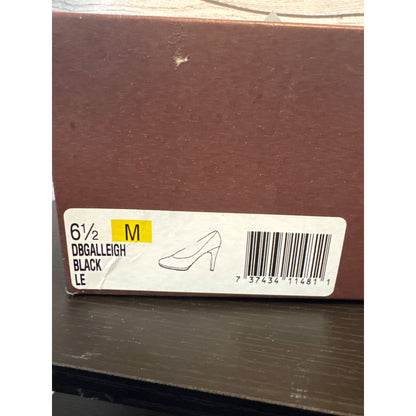 6½ M
DBGALLEIGH
BLACK
LE
7 37434 11481 1